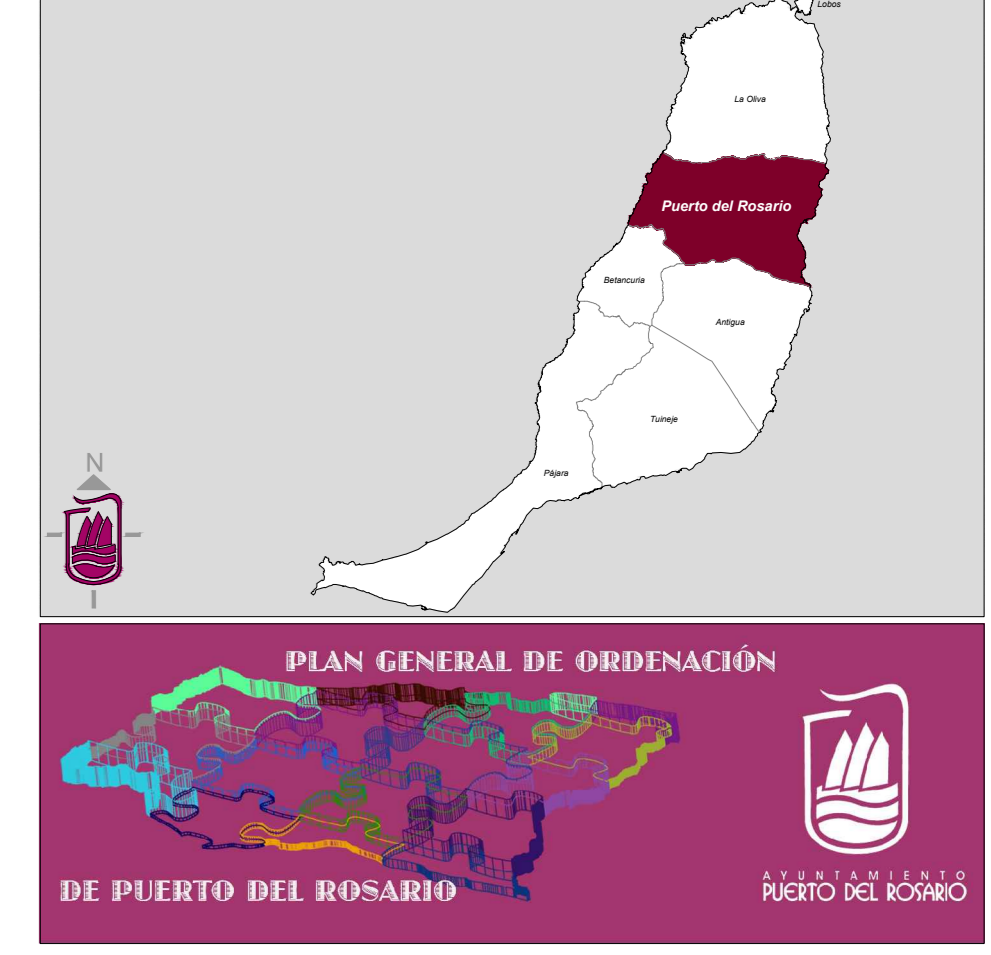 Lobos
La Oliva
Puerto del Rosario
Betancuria
Antigua
Tuineje
Pájara
N
PLAN GENERAL DE ORDENACIÓN
DE PUERTO DEL ROSARIO
AYUNTAMIENTO
PUERTO DEL ROSARIO